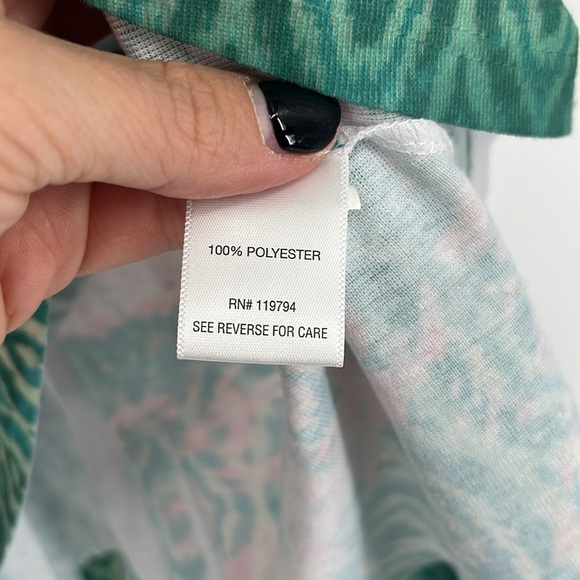 100% POLYESTER
RN# 119794
SEE REVERSE FOR CARE